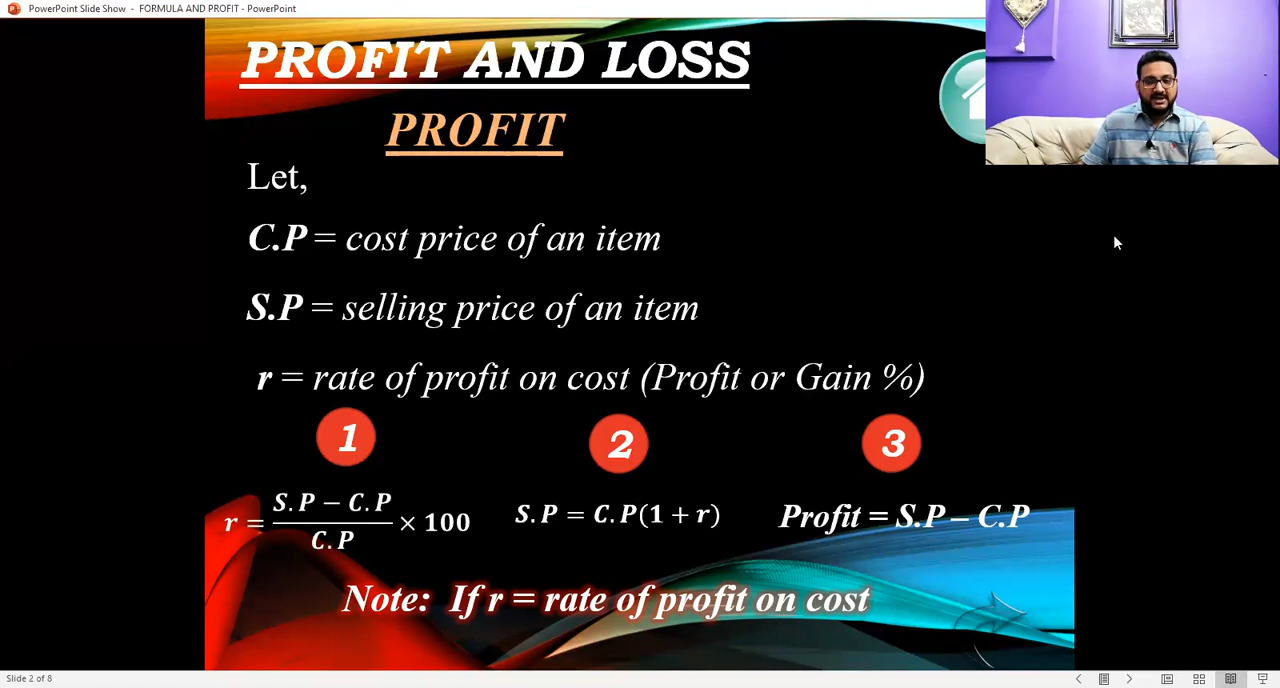 PowerPoint Slide Show - FORMULA AND PROFIT - PowerPoint
PROFIT AND LOSS
PROFIT
Let,
C.P = cost price of an item
S.P = selling price of an item
r = rate of profit on cost (Profit or Gain %)
1
2
3
r = \frac{S.P - C.P}{C.P} × 100
S.P = C.P(1 + r)
Profit = S.P – C.P
Note: If r = rate of profit on cost
Slide 2 of 8